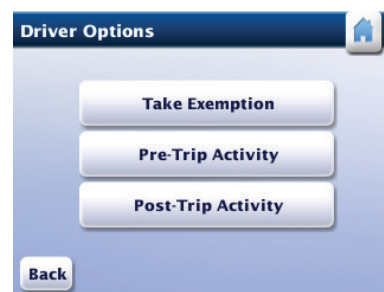 Driver Options
Take Exemption
Pre-Trip Activity
Post-Trip Activity
Back